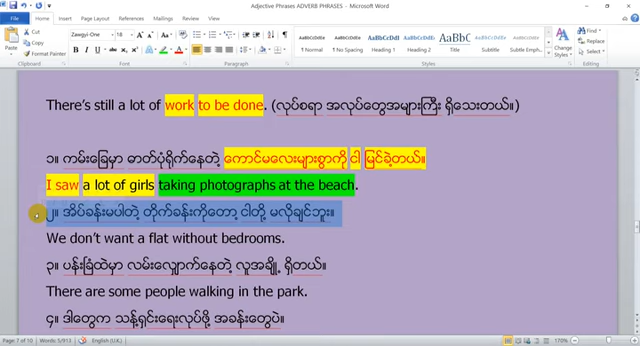 Adjective Phrases ADVERB PHRASES - Microsoft Word
File Home Insert Page Layout References Mailings Review View
Paste Cut Copy Format Painter Clipboard
Zawgyi-One 18 Font
Paragraph
AaBbCcDdE ¶ Normal AaBbCcDdE ¶ No Spacing AaBbCcDd Heading 1 AaBbCcDdE Heading 2 AaBbC Title Change Styles Styles
Find Replace Select Editing
There's still a lot of work to be done. (လုပ်စရာ အလုပ်တွေအများကြီး ရှိသေးတယ်။)
၁။ ကမ်းခြေမှာ ဓာတ်ပုံရိုက်နေတဲ့ ကောင်မလေးများစွာကို ငါ မြင်ခဲ့တယ်။
I saw a lot of girls taking photographs at the beach.
၂။ အိပ်ခန်းမပါတဲ့ တိုက်ခန်းကိုတော့ ငါတို့ မလိုချင်ဘူး။
We don't want a flat without bedrooms.
၃။ ပန်းခြံထဲမှာ လမ်းလျှောက်နေတဲ့ လူအချို့ ရှိတယ်။
There are some people walking in the park.
၄။ ဒါတွေက သန့်ရှင်းရေးလုပ်ဖို့ အခန်းတွေပဲ။
Page: 7 of 10 Words: 5/913 English (U.K.) 170%